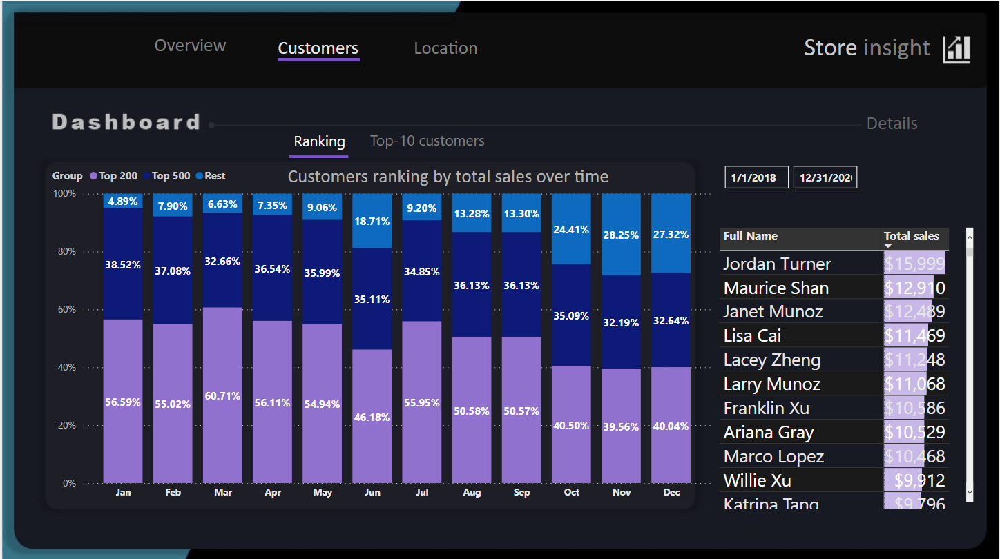 Overview Customers Location Store insight
Dashboard Details
Ranking Top-10 customers
Group Top 200 Top 500 Rest
Customers ranking by total sales over time
100%
80%
60%
40%
20%
0%
4.89% 7.90% 6.63% 7.35% 9.06% 18.71% 9.20% 13.28% 13.30% 24.41% 28.25% 27.32%
38.52% 37.08% 32.66% 36.54% 35.99% 35.11% 34.85% 36.13% 36.13% 35.09% 32.19% 32.64%
56.59% 55.02% 60.71% 56.11% 54.94% 46.18% 55.95% 50.58% 50.57% 40.50% 39.56% 40.04%
Jan Feb Mar Apr May Jun Jul Aug Sep Oct Nov Dec
1/1/2018 12/31/202
Full Name Total sales
Jordan Turner $15,999
Maurice Shan $12,910
Janet Munoz $12,489
Lisa Cai $11,469
Lacey Zheng $11,248
Larry Munoz $11,068
Franklin Xu $10,586
Ariana Gray $10,529
Marco Lopez $10,468
Willie Xu $9,912
Katrina Tang $9,796